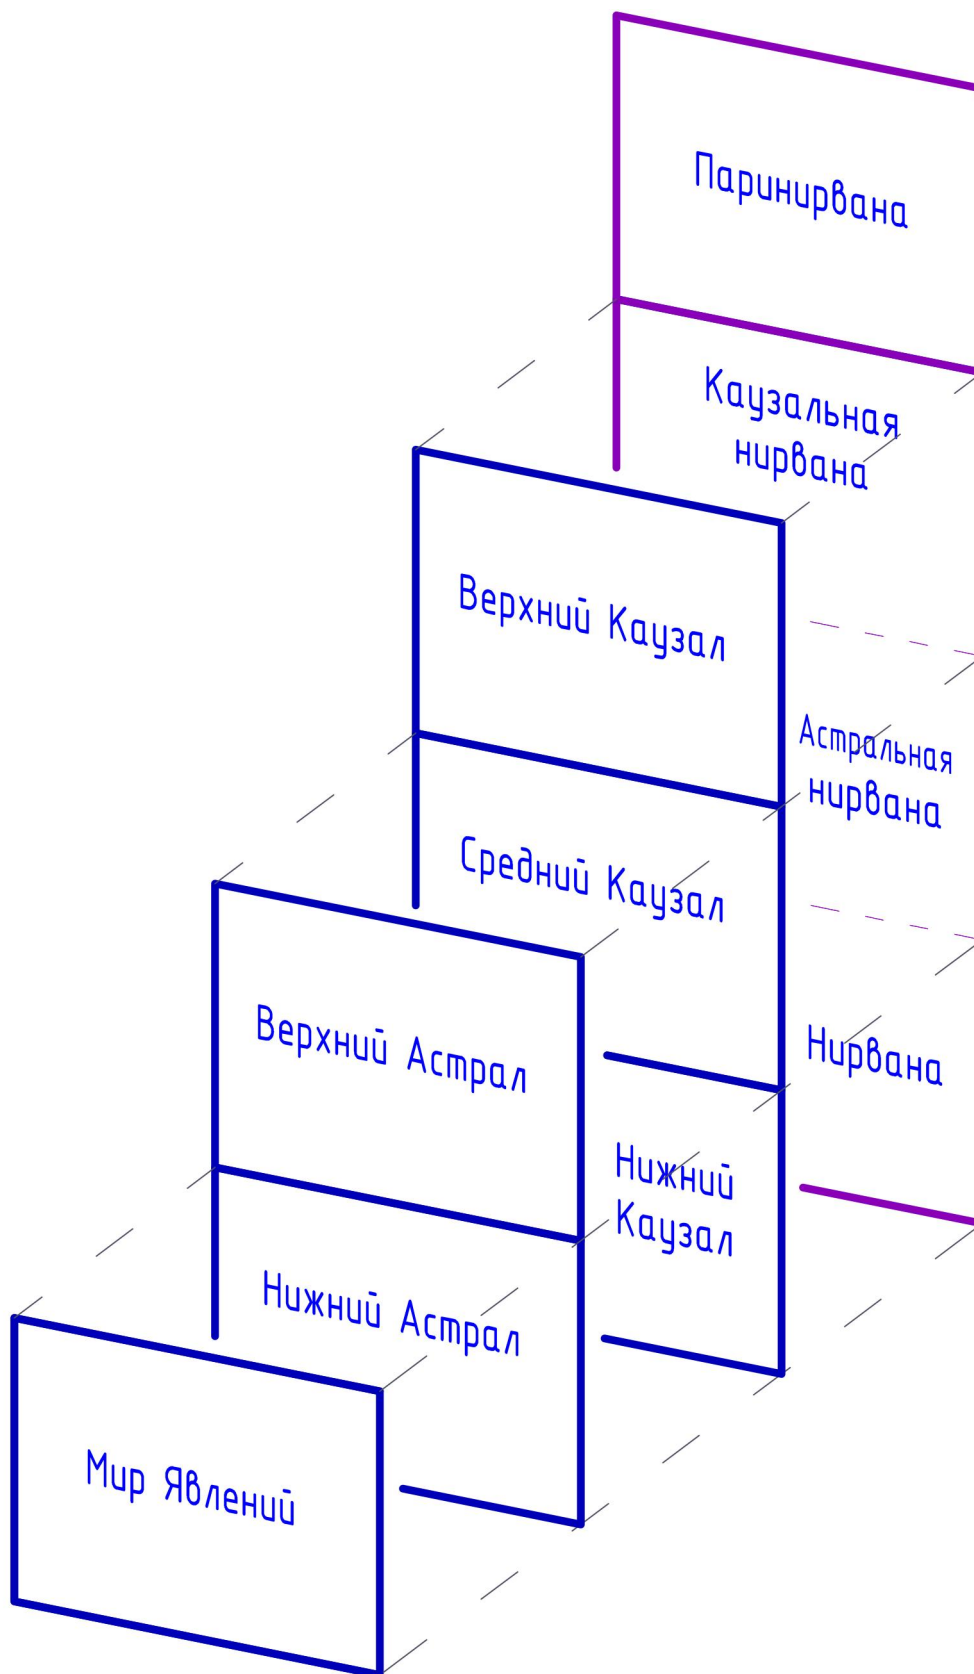 Паринирвана
Каузальная
нирвана
Верхний Каузал
Астральная
нирвана
Средний Каузал
Верхний Астрал
Нирвана
Нижний
Каузал
Нижний Астрал
Мир Явлений